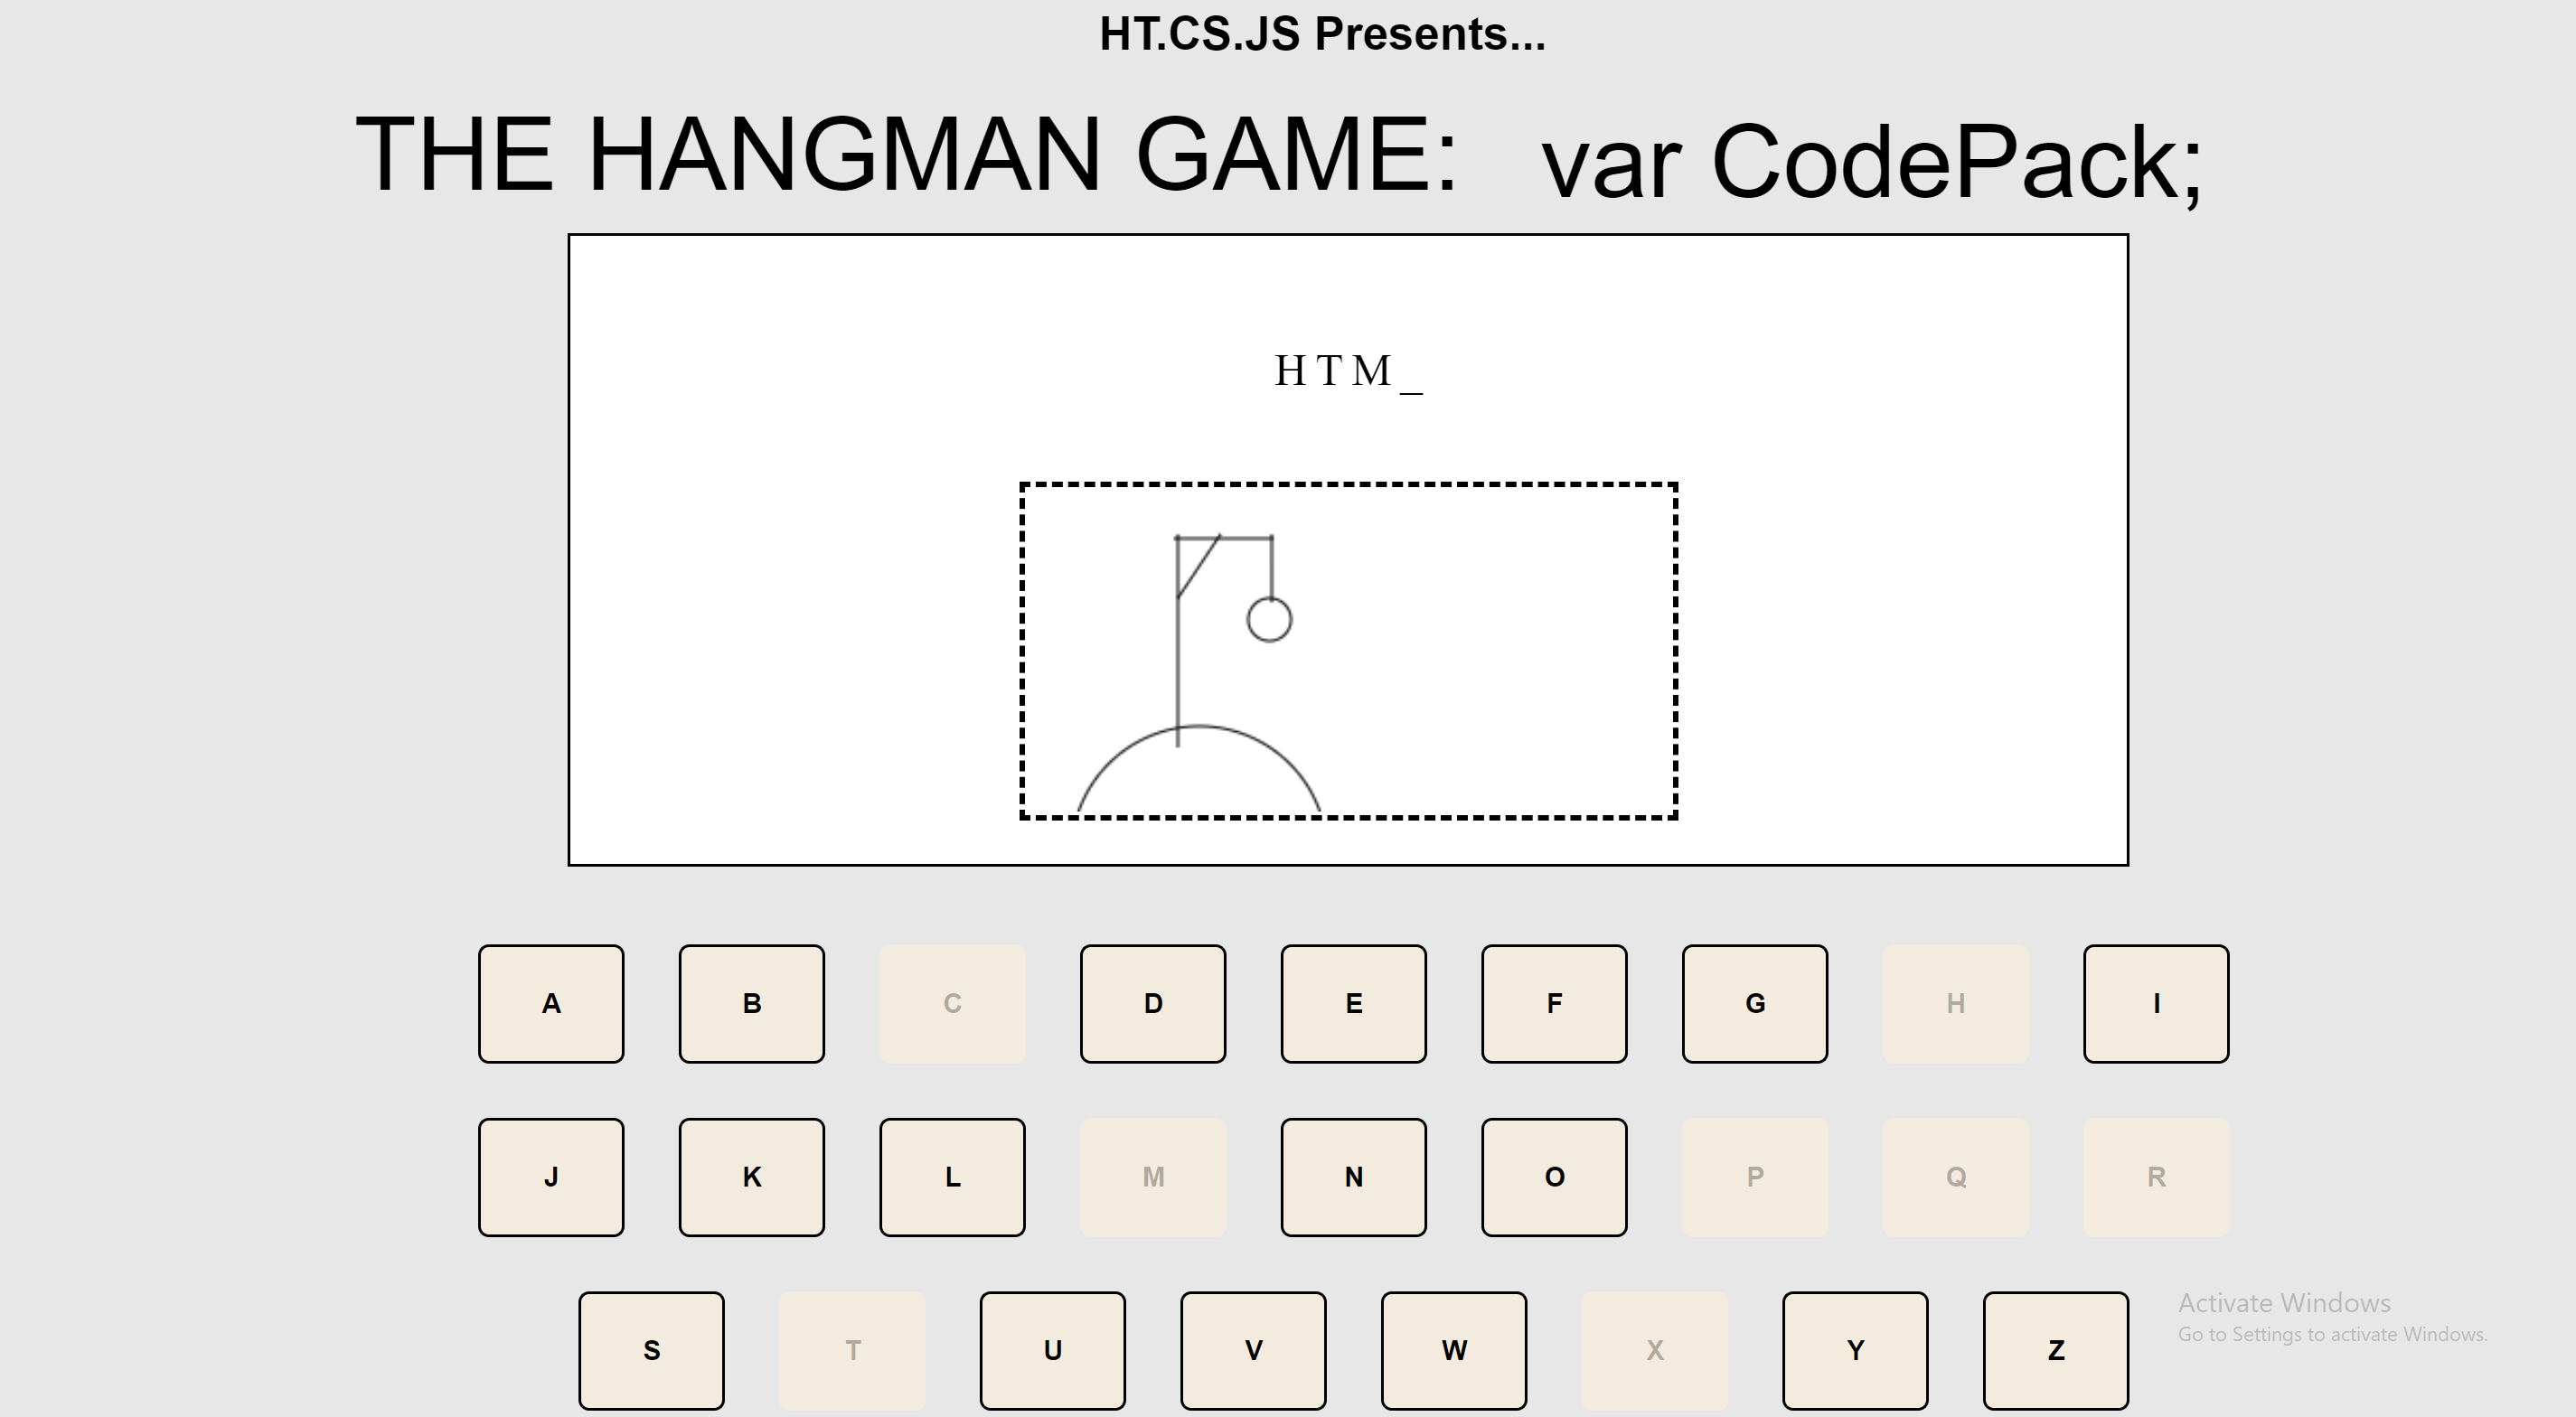 HT.CS.JS Presents...
THE HANGMAN GAME: var CodePack;
H T M _
A B C D E F G H I
J K L M N O P Q R
S T U V W X Y Z
Activate Windows
Go to Settings to activate Windows.